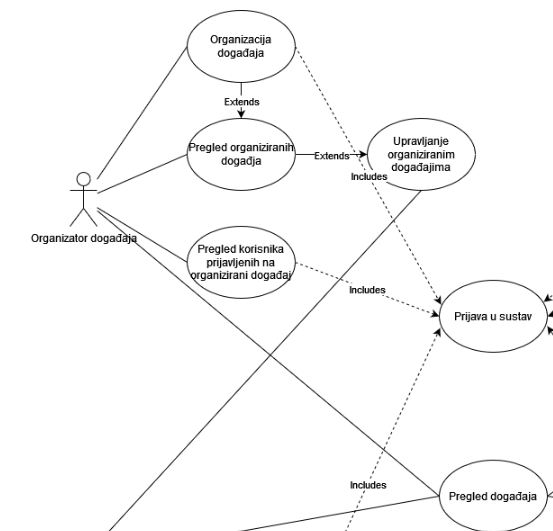 Organizacija
događaja
Extends
Pregled organiziranih
događja
Extends
Upravljanje
organiziranim
događajima
Includes
Organizator događaja
Pregled korisnika
prijavljenih na
organizirani događaj
Includes
Prijava u sustav
Includes
Pregled događaja